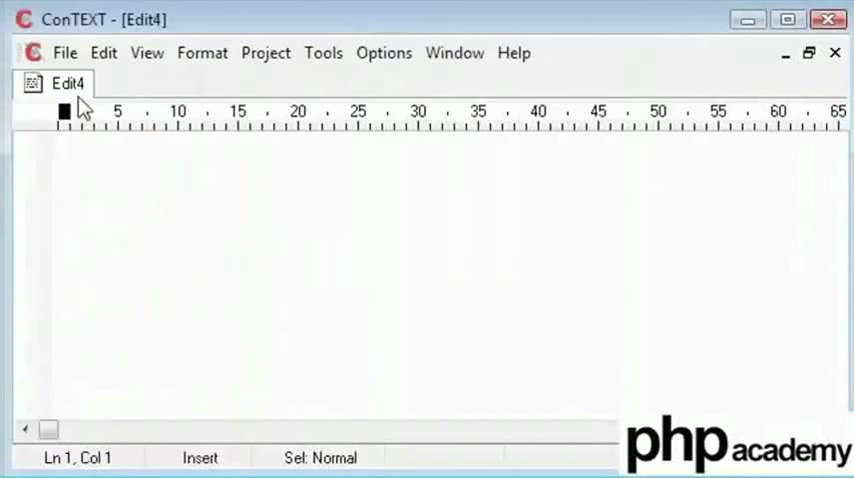 ConTEXT - [Edit4]
File Edit View Format Project Tools Options Window Help
Edit4
5 10 15 20 25 30 35 40 45 50 55 60 65
Ln 1, Col 1 Insert Sel: Normal
php academy